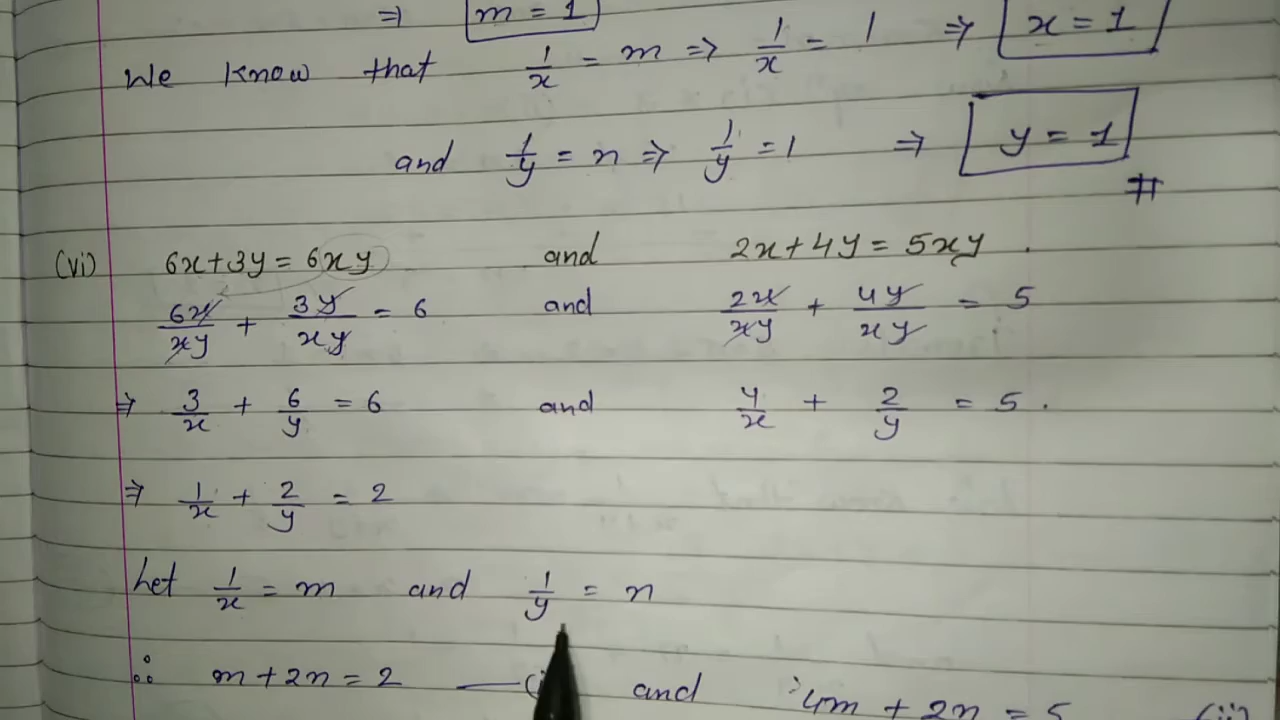 ⇒ m = 1
We know that 1/x = m ⇒ 1/x = 1 ⇒ x = 1
and 1/y = n ⇒ 1/y = 1 ⇒ y = 1
#
(vi) 6x+3y = 6xy and 2x+4y = 5xy .
6x/xy + 3y/xy = 6 and 2x/xy + 4y/xy = 5
⇒ 3/x + 6/y = 6 and 4/x + 2/y = 5 .
⇒ 1/x + 2/y = 2
Let 1/x = m and 1/y = n
∴ m+2n = 2 —(i and 4m + 2n = 5 (ii)